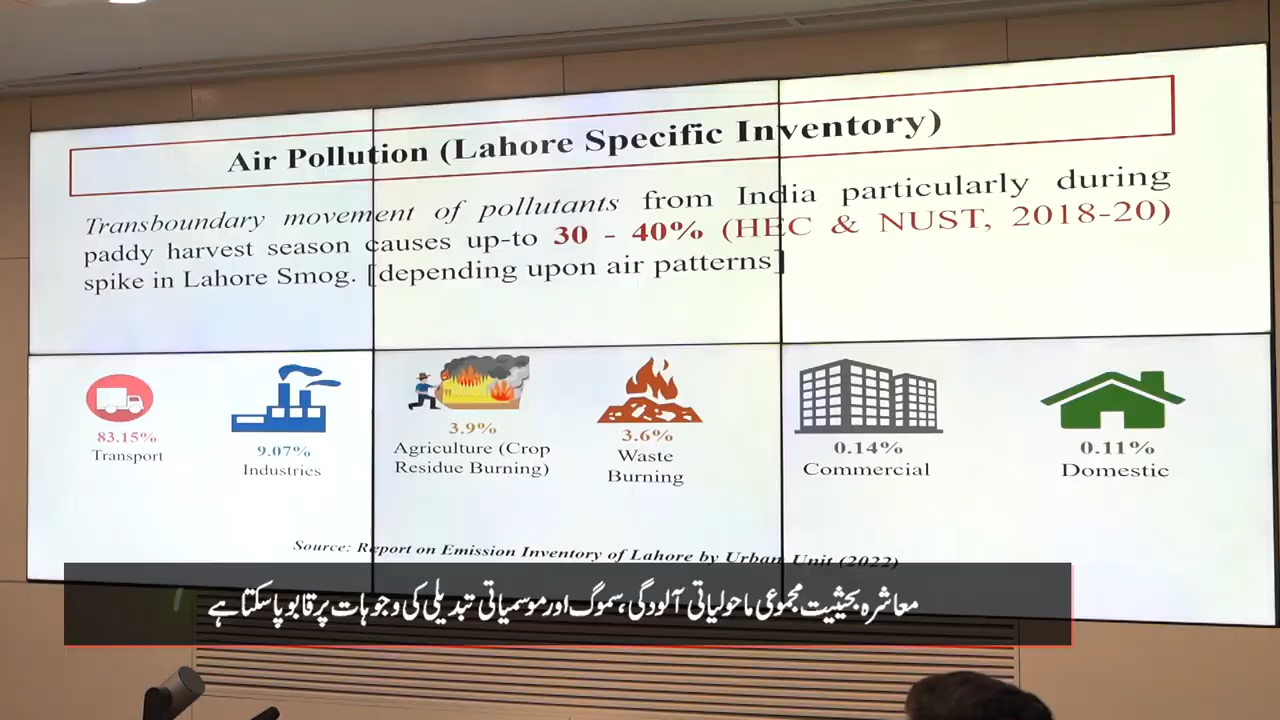 Air Pollution (Lahore Specific Inventory)
Transboundary movement of pollutants from India particularly during
paddy harvest season causes up-to 30 - 40% (HEC & NUST, 2018-20)
spike in Lahore Smog. [depending upon air patterns]
83.15%
Transport
9.07%
Industries
3.9%
Agriculture (Crop
Residue Burning)
3.6%
Waste
Burning
0.14%
Commercial
0.11%
Domestic
Source: Report on Emission Inventory of Lahore by Urban Unit (2022)
معاشرہ بحیثیت مجموعی ماحولیاتی آلودگی، سموگ اور موسمیاتی تبدیلی کی وجوہات پر قابو پا سکتا ہے